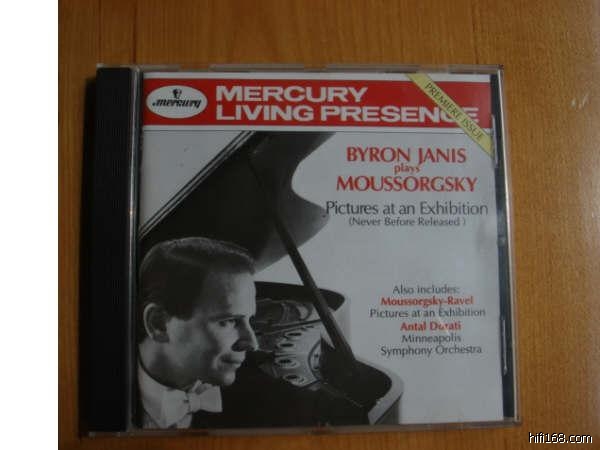 mercury
MERCURY
LIVING PRESENCE
PREMIERE ISSUE
BYRON JANIS
plays
MOUSSORGSKY
Pictures at an Exhibition
(Never Before Released)
Also includes:
Moussorgsky-Ravel
Pictures at an Exhibition
Antal Dorati
Minneapolis
Symphony Orchestra
hifi168.com